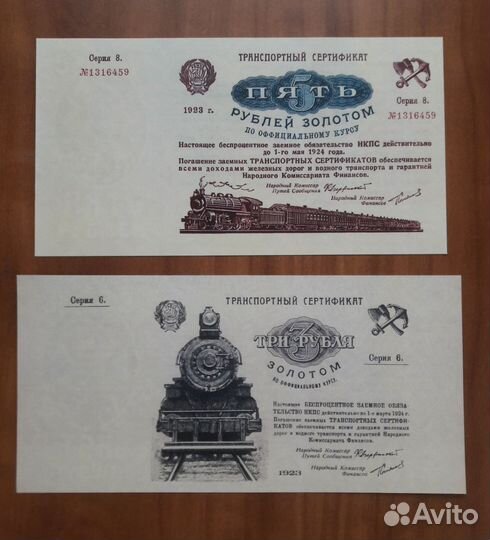 Серия 8.
№1316459
ТРАНСПОРТНЫЙ СЕРТИФИКАТ
1923 г.
5
ПЯТЬ
РУБЛЕЙ ЗОЛОТОМ
ПО ОФФИЦИАЛЬНОМУ КУРСУ
Серия 8.
№1316459
Настоящее беспроцентное заемное обязательство НКПС действительно
до 1-го мая 1924 года.
Погашение заемных ТРАНСПОРТНЫХ СЕРТИФИКАТОВ обеспечивается
всеми доходами железных дорог и водного транспорта и гарантией
Народного Комиссариата Финансов.
Народный Комиссар
Путей Сообщения
Народный Комиссар
Финансов
Серия 6.
ТРАНСПОРТНЫЙ СЕРТИФИКАТ
3
ТРИ РУБЛЯ
ЗОЛОТОМ
ПО ОФФИЦИАЛЬНОМУ КУРСУ.
Серия 6.
Настоящее БЕСПРОЦЕНТНОЕ ЗАЕМНОЕ ОБЯЗА-
ТЕЛЬСТВО НКПС действительно по 1-е марта 1924 г.
Погашение заемных ТРАНСПОРТНЫХ СЕРТИФИ-
КАТОВ обеспечивается всеми доходами железных
дорог и водного транспорта и гарантией Народного
Комиссариата Финансов.
Народный Комиссар
Путей Сообщения
Народный Комиссар
Финансов
1923
Avito